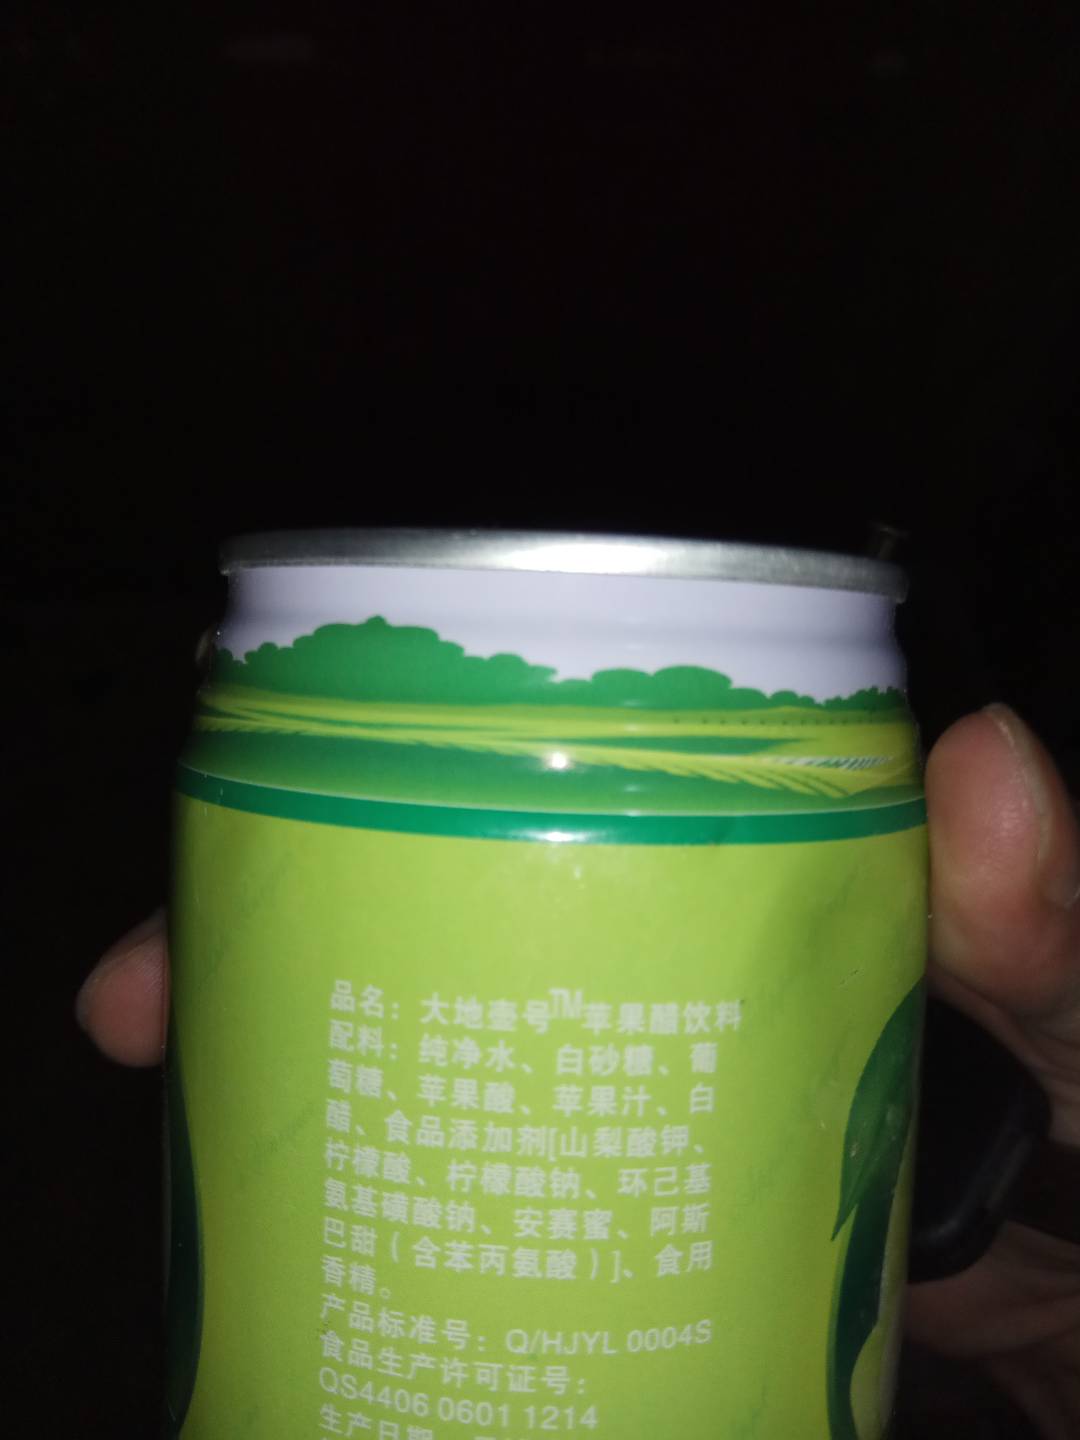 品名：大地壹号™苹果醋饮料
配料：纯净水、白砂糖、葡
萄糖、苹果酸、苹果汁、白
醋、食品添加剂[山梨酸钾、
柠檬酸、柠檬酸钠、环己基
氨基磺酸钠、安赛蜜、阿斯
巴甜（含苯丙氨酸）]、食用
香精。
产品标准号：Q/HJYL 0004S
食品生产许可证号：
QS4406 0601 1214
生产日期：